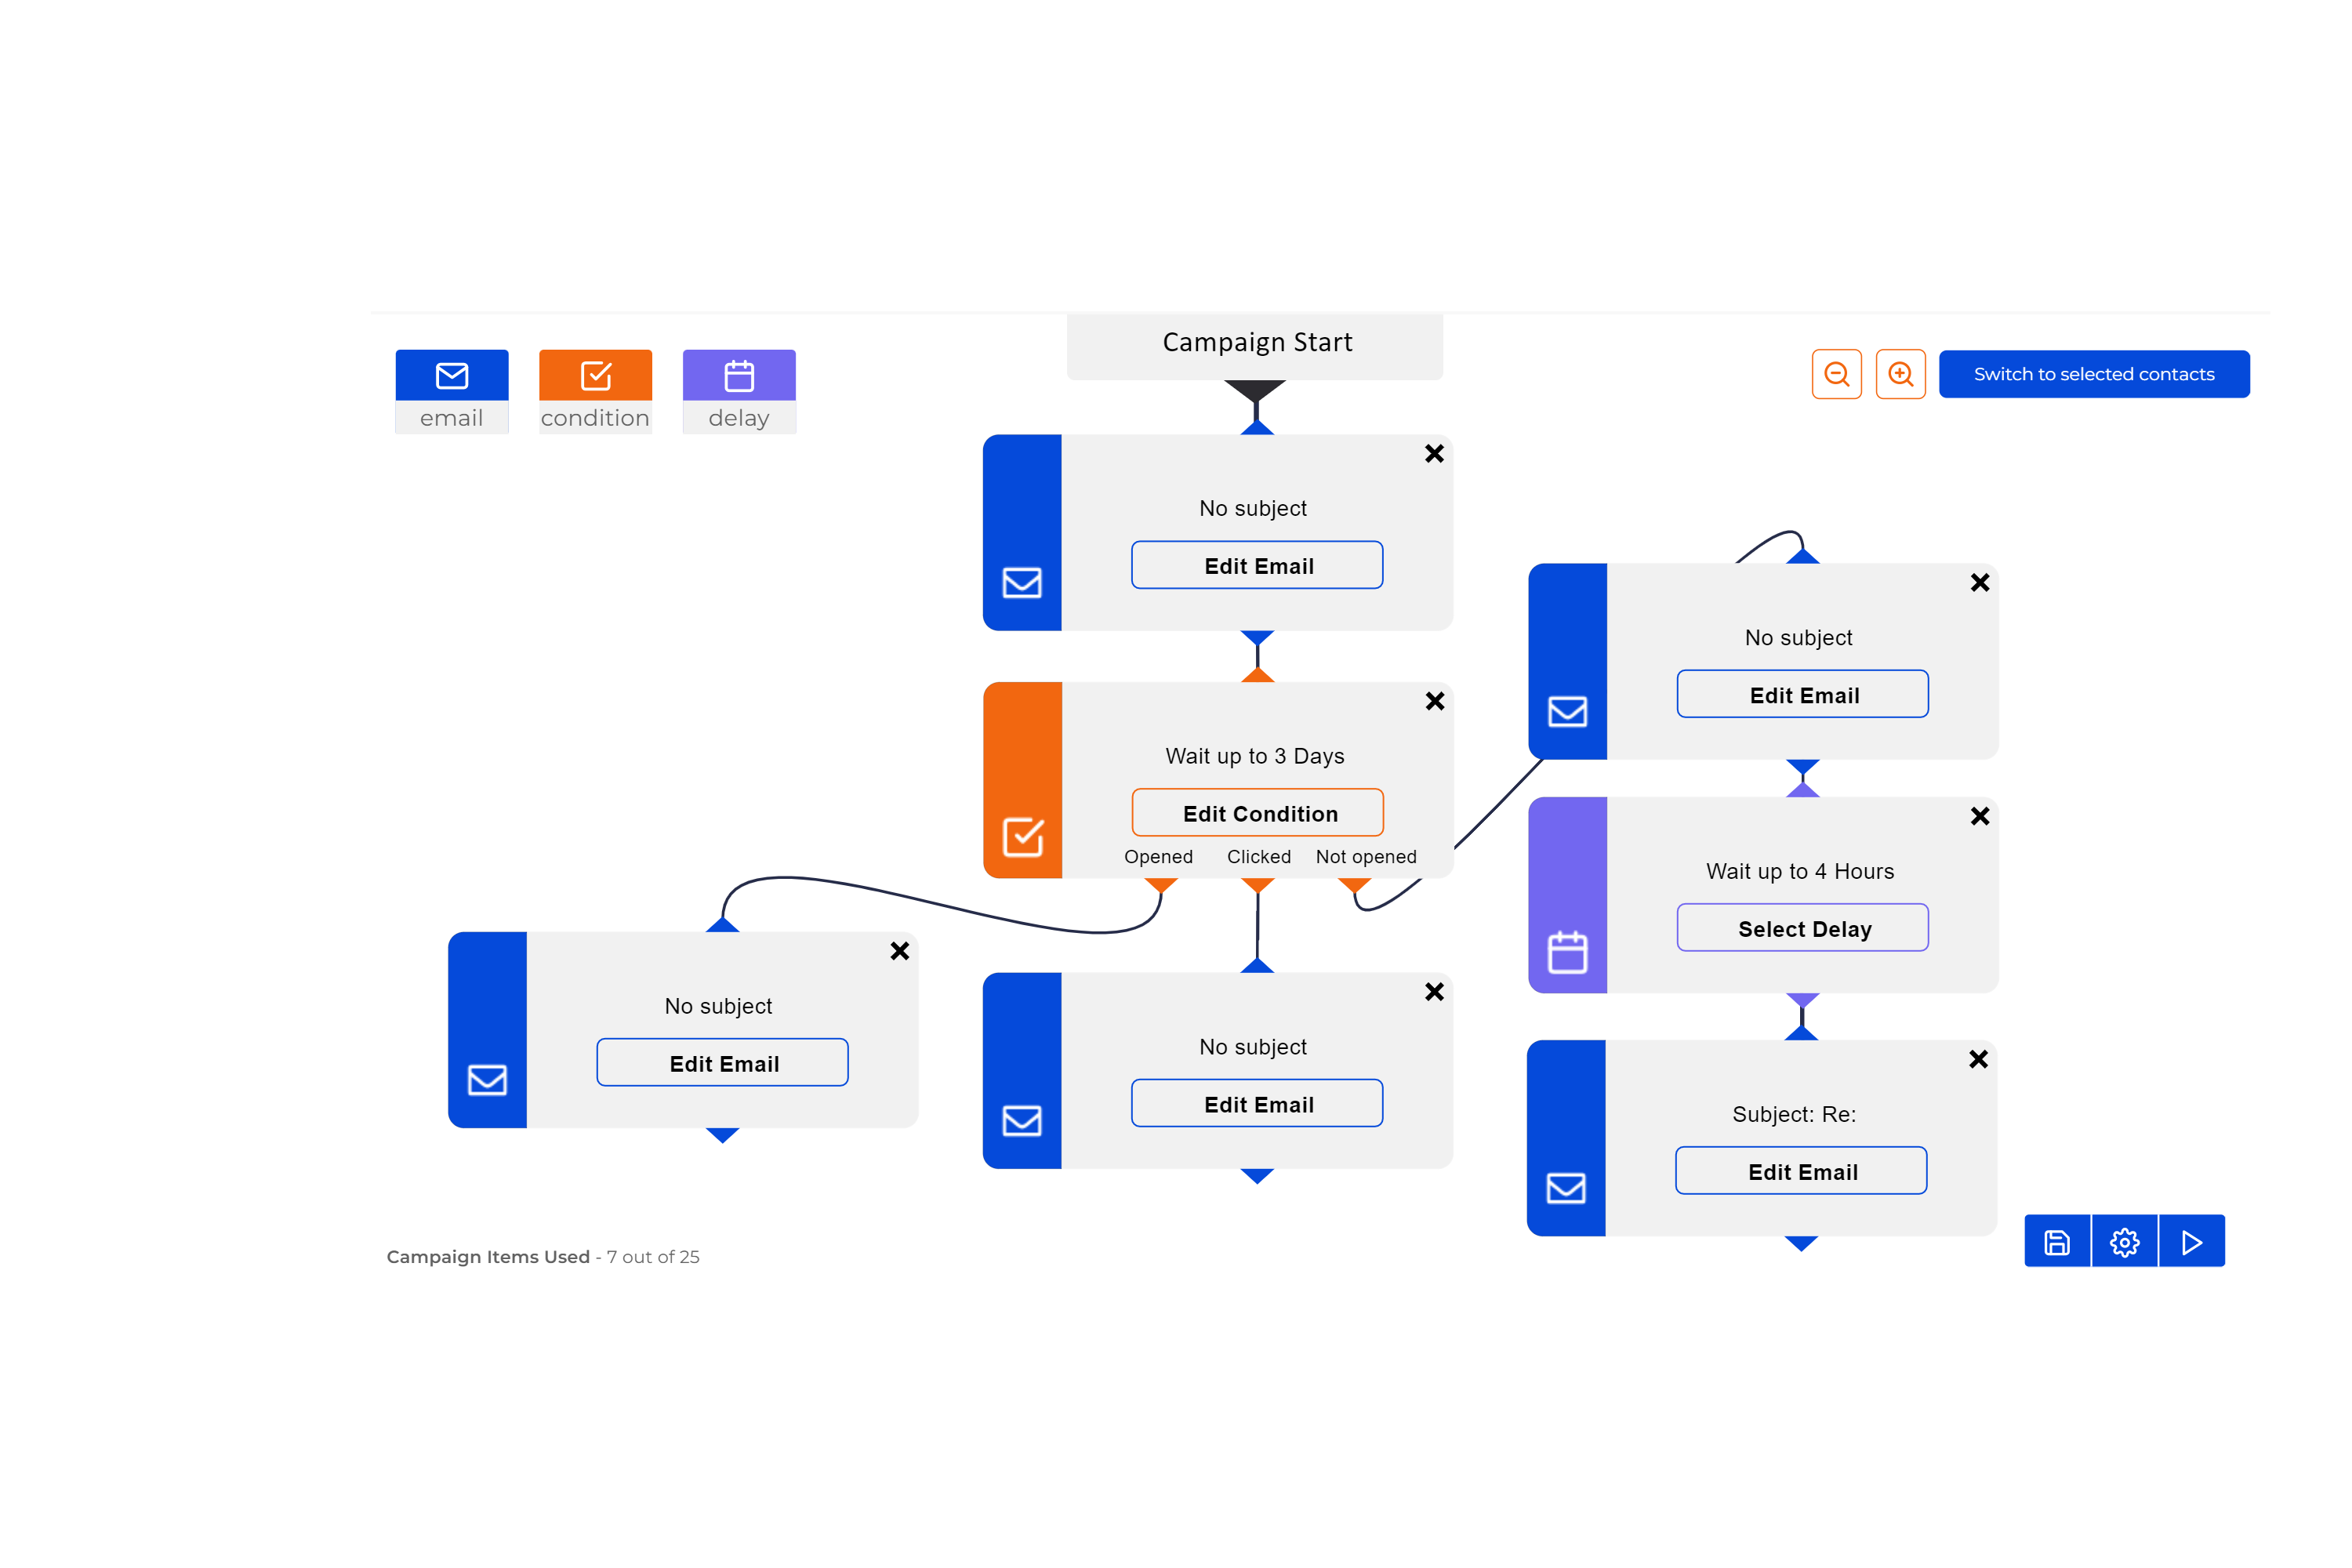 Campaign Start
email
condition
delay
Switch to selected contacts
No subject
Edit Email
No subject
Edit Email
Wait up to 3 Days
Edit Condition
Opened
Clicked
Not opened
Wait up to 4 Hours
Select Delay
No subject
Edit Email
No subject
Edit Email
Subject: Re:
Edit Email
Campaign Items Used - 7 out of 25